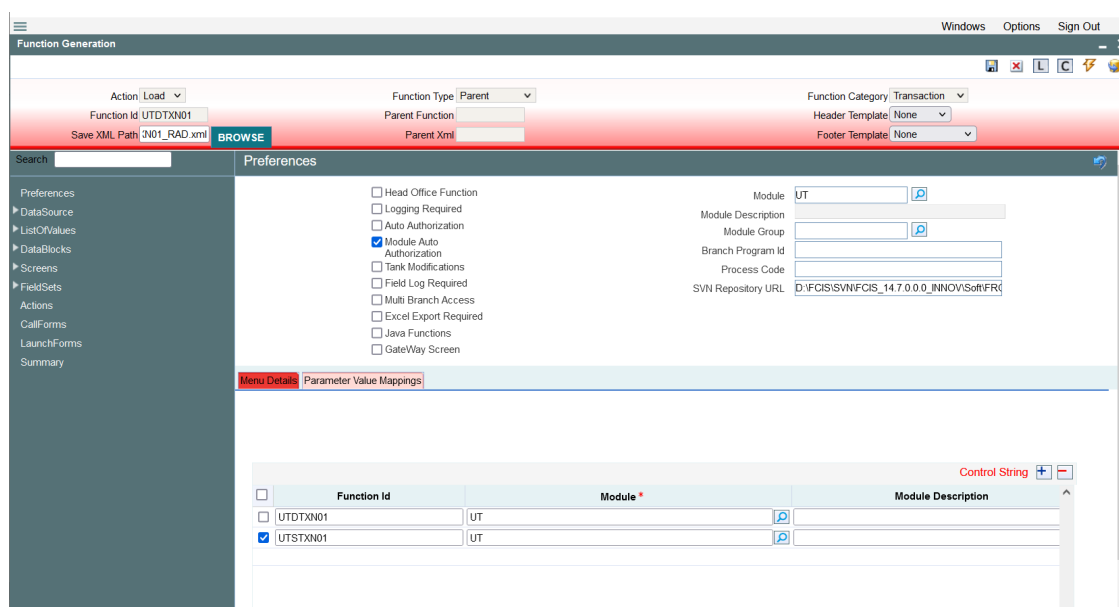 Windows Options Sign Out
Function Generation
L C
Action Load Function Type Parent Function Category Transaction
Function Id UTDTXN01 Parent Function Header Template None
Save XML Path N01_RAD.xml BROWSE Parent Xml Footer Template None
Search
Preferences
Preferences
DataSource
ListOfValues
DataBlocks
Screens
FieldSets
Actions
CallForms
LaunchForms
Summary
Head Office Function
Logging Required
Auto Authorization
Module Auto
Authorization
Tank Modifications
Field Log Required
Multi Branch Access
Excel Export Required
Java Functions
GateWay Screen
Module UT
Module Description
Module Group
Branch Program Id
Process Code
SVN Repository URL D:\FCIS\SVN\FCIS_14.7.0.0.0_INNOV\Soft\FR
Menu Details Parameter Value Mappings
Control String
Function Id Module * Module Description
UTDTXN01 UT
UTSTXN01 UT